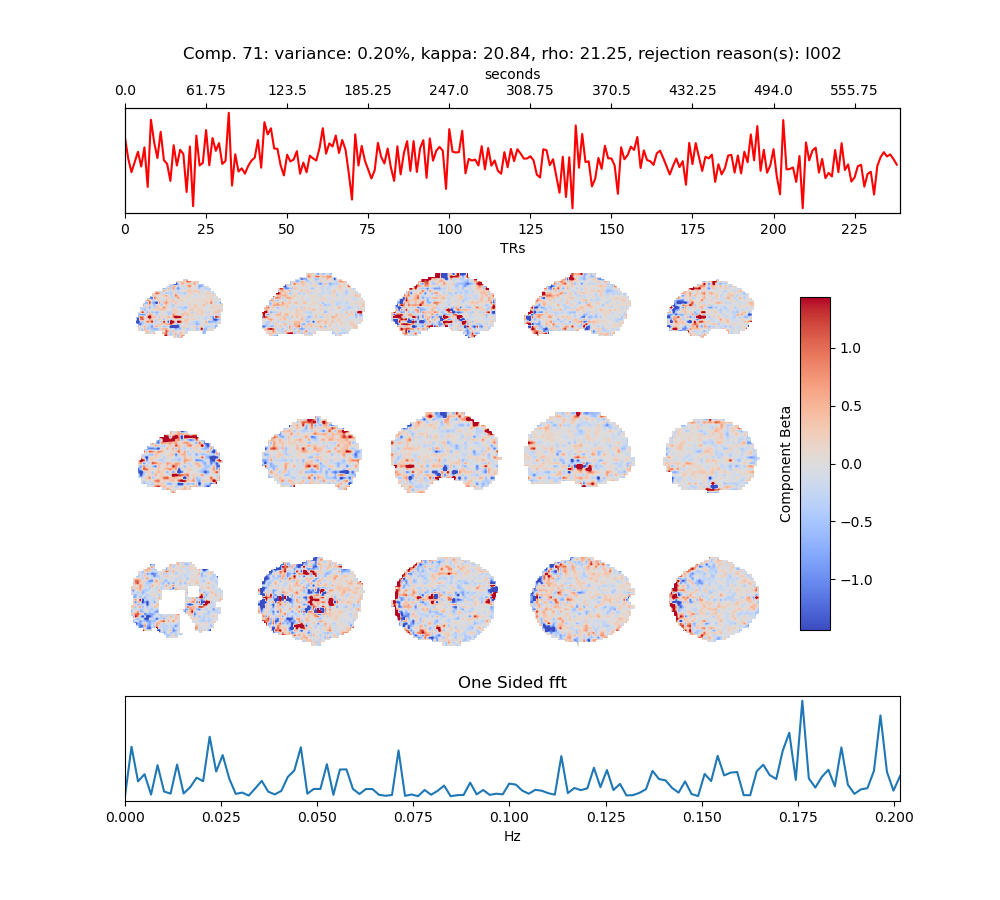 Comp. 71: variance: 0.20%, kappa: 20.84, rho: 21.25, rejection reason(s): I002
seconds
0.0 61.75 123.5 185.25 247.0 308.75 370.5 432.25 494.0 555.75
0 25 50 75 100 125 150 175 200 225
TRs
1.0
0.5
0.0
−0.5
−1.0
Component Beta
One Sided fft
0.000 0.025 0.050 0.075 0.100 0.125 0.150 0.175 0.200
Hz